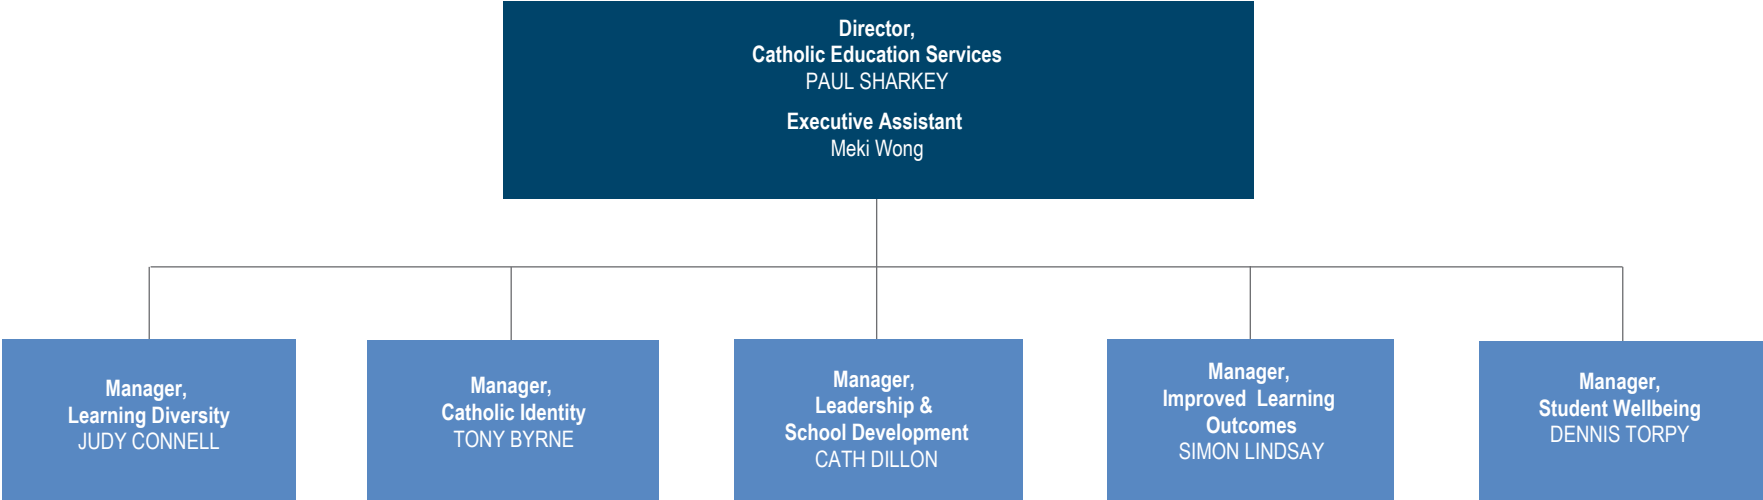 Director,
Catholic Education Services
PAUL SHARKEY
Executive Assistant
Meki Wong
Manager,
Learning Diversity
JUDY CONNELL
Manager,
Catholic Identity
TONY BYRNE
Manager,
Leadership &
School Development
CATH DILLON
Manager,
Improved  Learning
Outcomes
SIMON LINDSAY
Manager,
Student Wellbeing
DENNIS TORPY